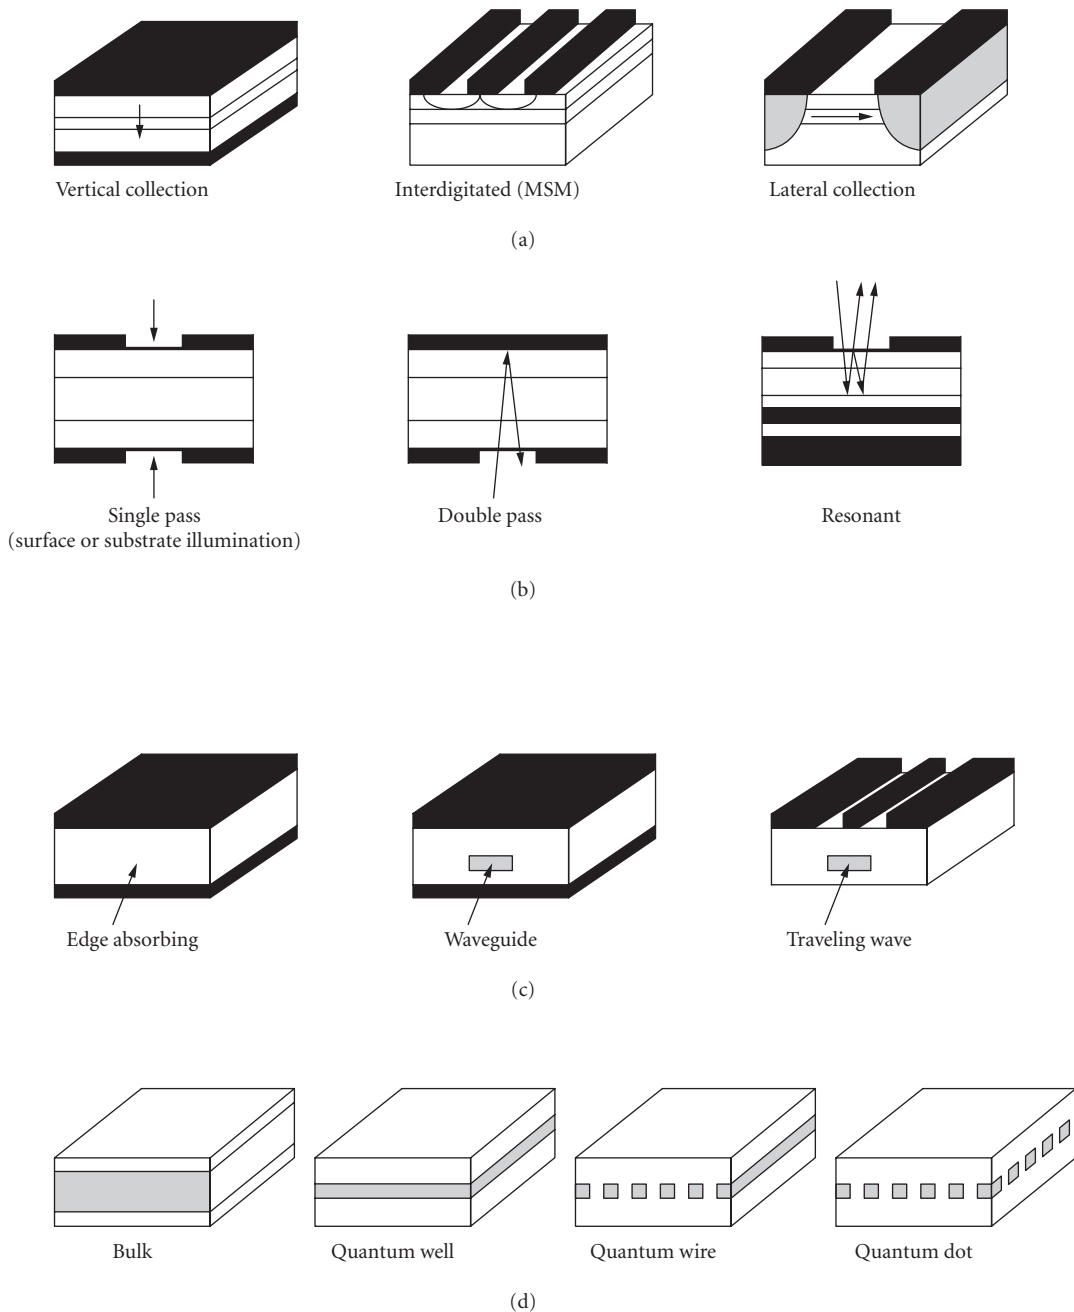 Vertical collection
Interdigitated (MSM)
Lateral collection
(a)
Single pass
(surface or substrate illumination)
Double pass
Resonant
(b)
Edge absorbing
Waveguide
Traveling wave
(c)
Bulk
Quantum well
Quantum wire
Quantum dot
(d)